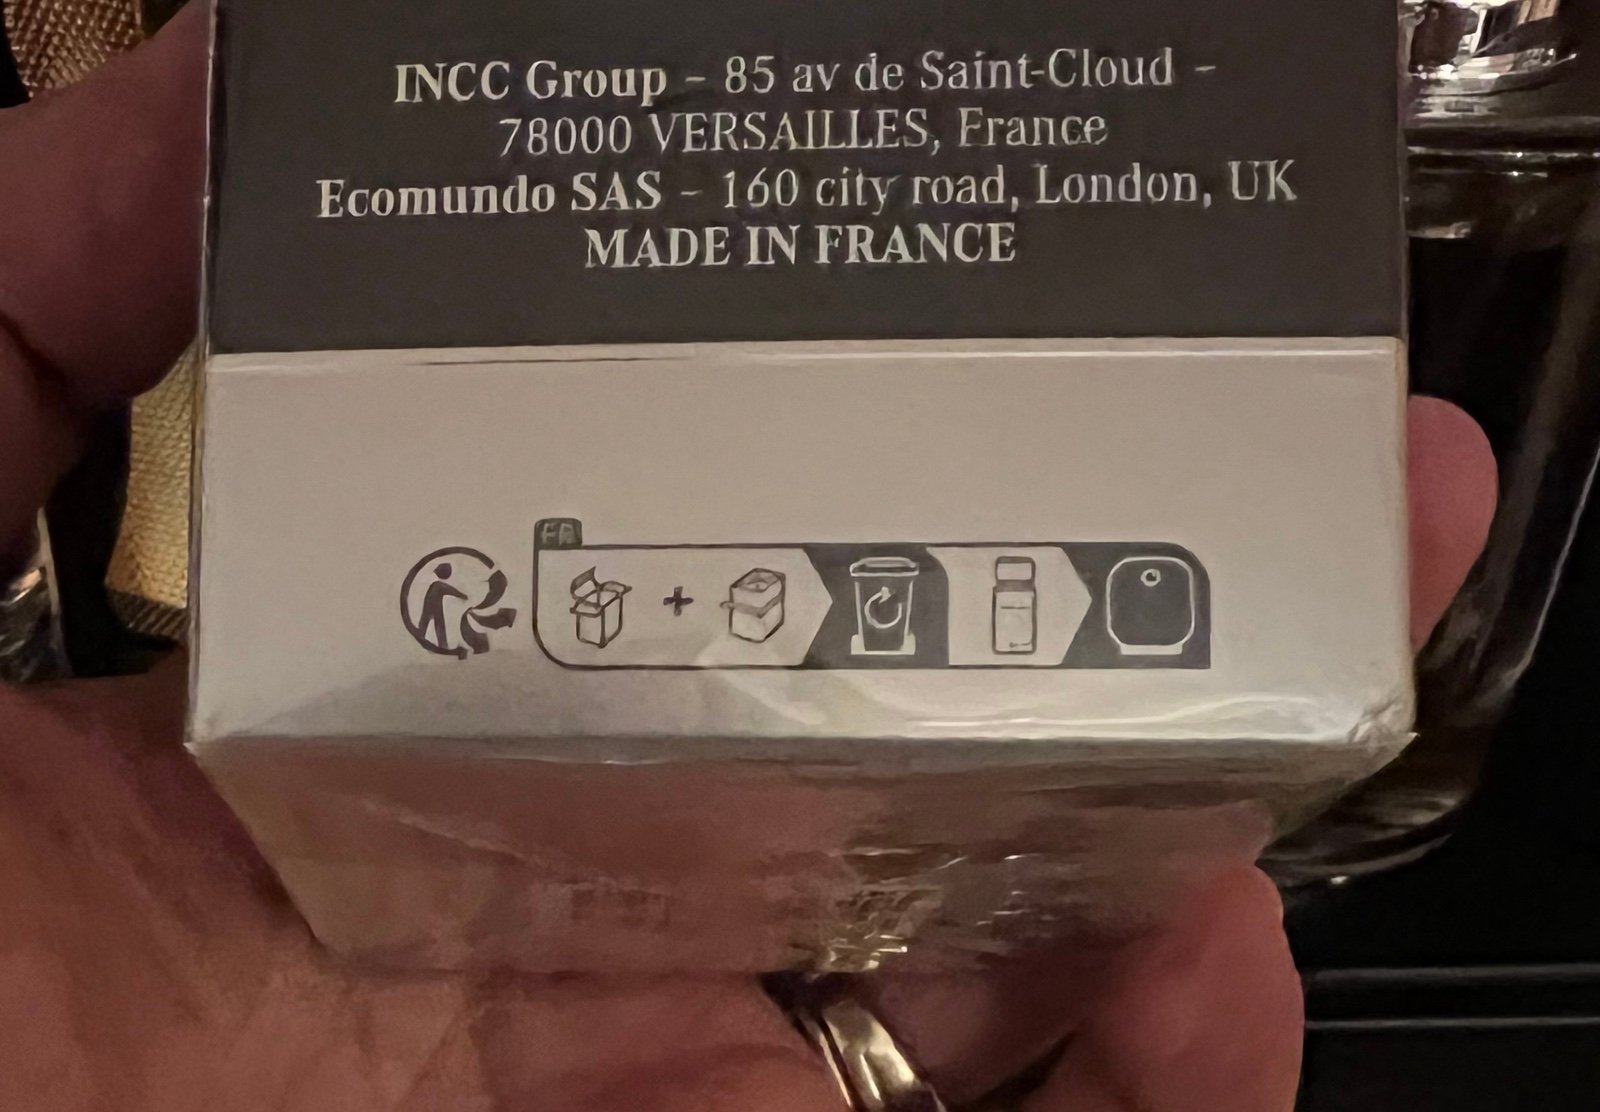 INCC Group – 85 av de Saint-Cloud –
78000 VERSAILLES, France
Ecomundo SAS – 160 city road, London, UK
MADE IN FRANCE
FR